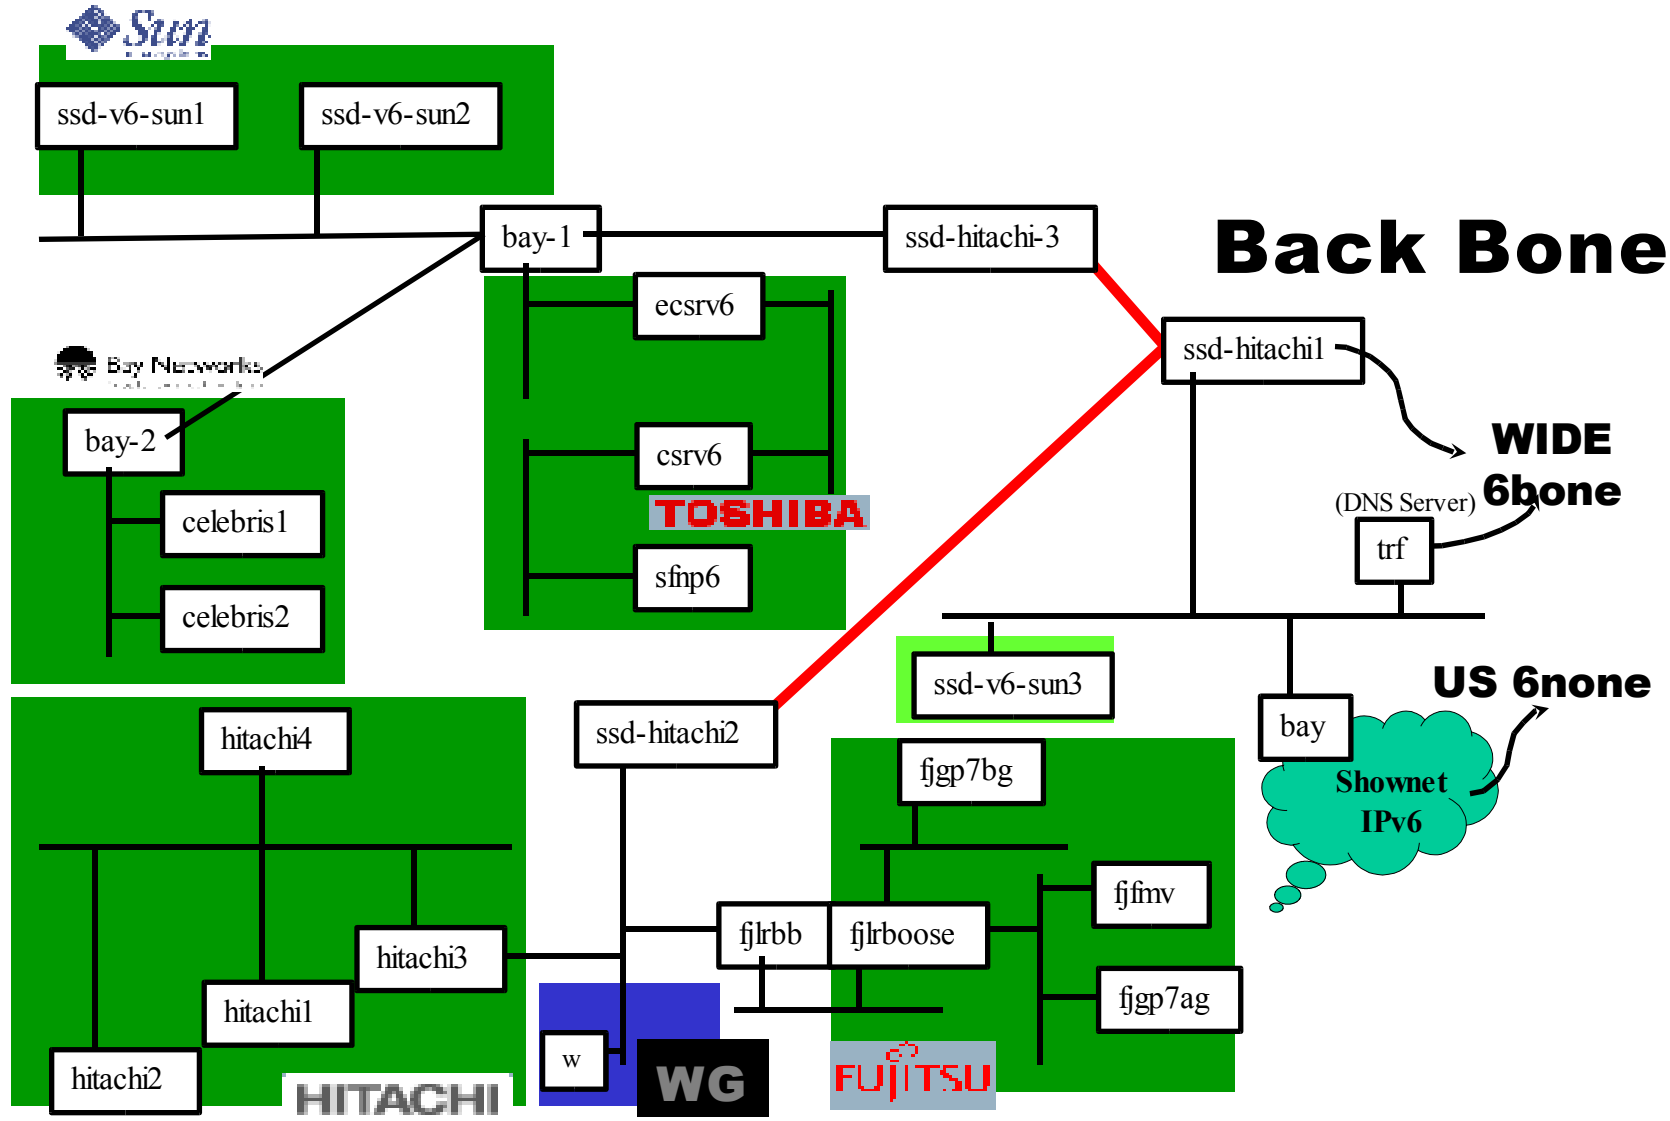 Sun
ssd-v6-sun1
ssd-v6-sun2
bay-1
ssd-hitachi-3
Back Bone
ecsrv6
ssd-hitachi1
Bay Networks
bay-2
csrv6
WIDE
6bone
TOSHIBA
(DNS Server)
trf
celebris1
sfnp6
celebris2
ssd-v6-sun3
US 6none
hitachi4
ssd-hitachi2
bay
fjgp7bg
Shownet
IPv6
fjfmv
fjlrbb
fjlrboose
hitachi3
fjgp7ag
hitachi1
w
hitachi2
HITACHI
WG
FUJITSU